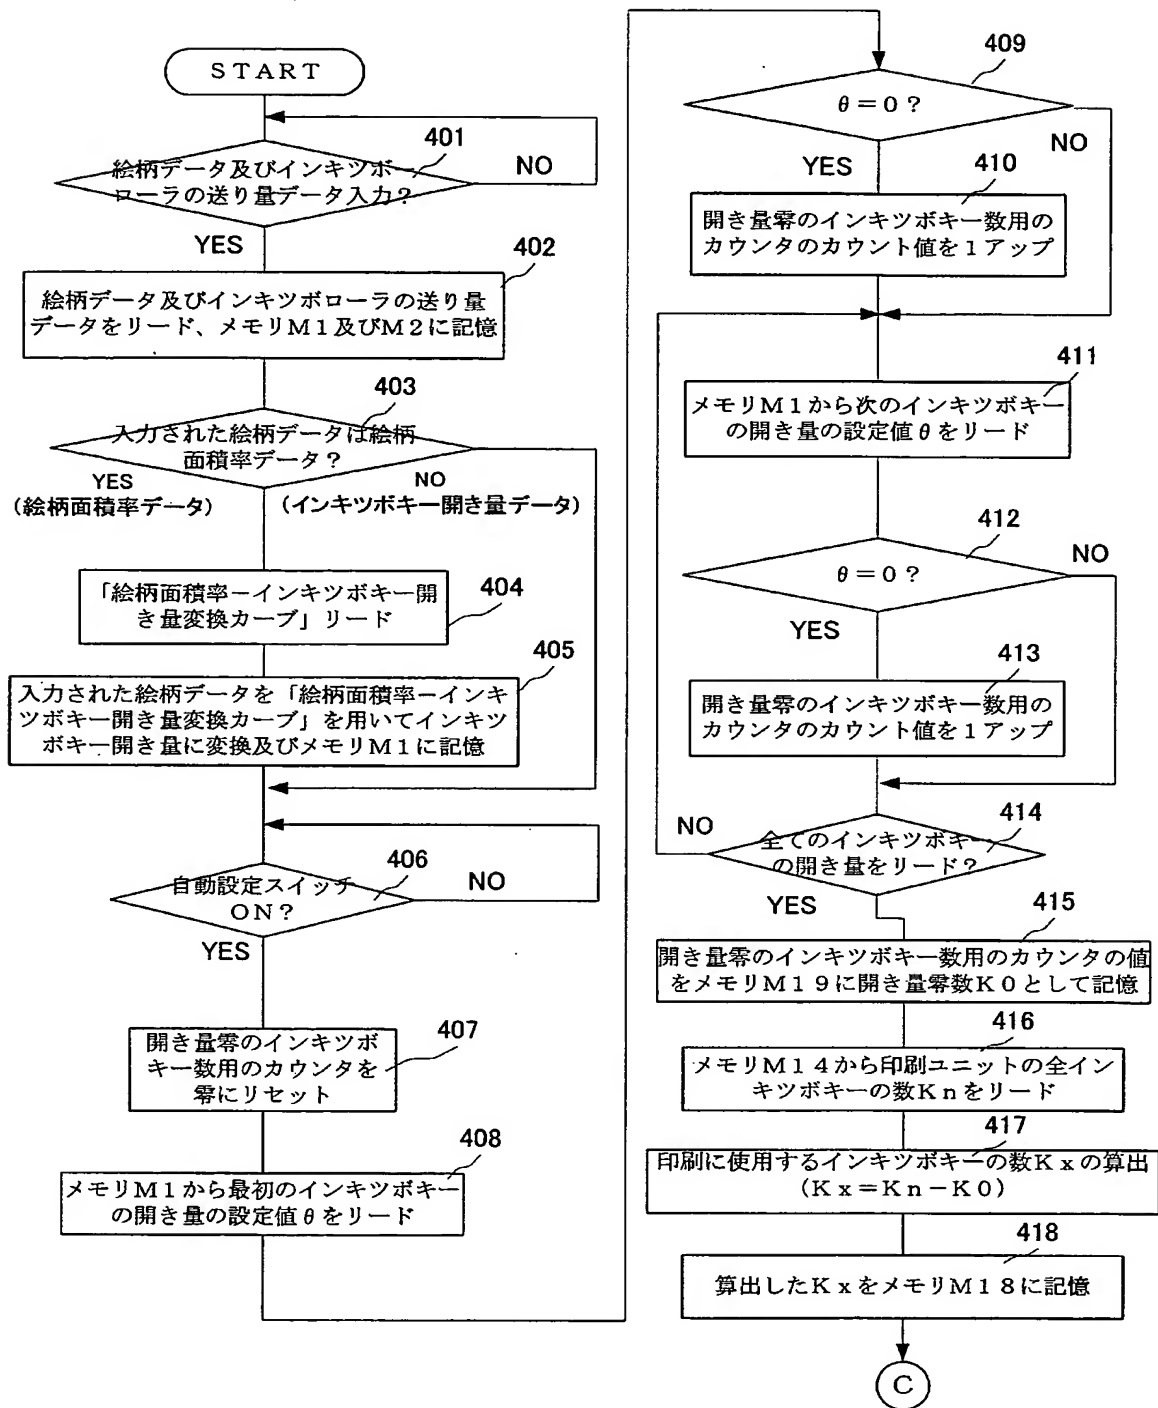 START
401
絵柄データ及びインキツボ
ローラの送り量データ入力?
NO
YES
402
絵柄データ及びインキツボローラの送り量
データをリード、メモリM1及びM2に記憶
403
入力された絵柄データは絵柄
面積率データ?
YES
(絵柄面積率データ)
NO
(インキツボキー開き量データ)
404
「絵柄面積率−インキツボキー開
き量変換カーブ」リード
405
入力された絵柄データを「絵柄面積率−インキ
ツボキー開き量変換カーブ」を用いてインキツ
ボキー開き量に変換及びメモリM1に記憶
406
自動設定スイッチ
ON?
NO
YES
407
開き量零のインキツボ
キー数用のカウンタを
零にリセット
408
メモリM1から最初のインキツボキー
の開き量の設定値θをリード
409
θ=0?
NO
YES
410
開き量零のインキツボキー数用の
カウンタのカウント値を1アップ
411
メモリM1から次のインキツボキー
の開き量の設定値θをリード
412
θ=0?
NO
YES
413
開き量零のインキツボキー数用の
カウンタのカウント値を1アップ
414
全てのインキツボキー
の開き量をリード?
NO
YES
415
開き量零のインキツボキー数用のカウンタの値
をメモリM19に開き量零数K0として記憶
416
メモリM14から印刷ユニットの全イン
キツボキーの数Knをリード
417
印刷に使用するインキツボキーの数Kxの算出
(Kx=Kn−K0)
418
算出したKxをメモリM18に記憶
C